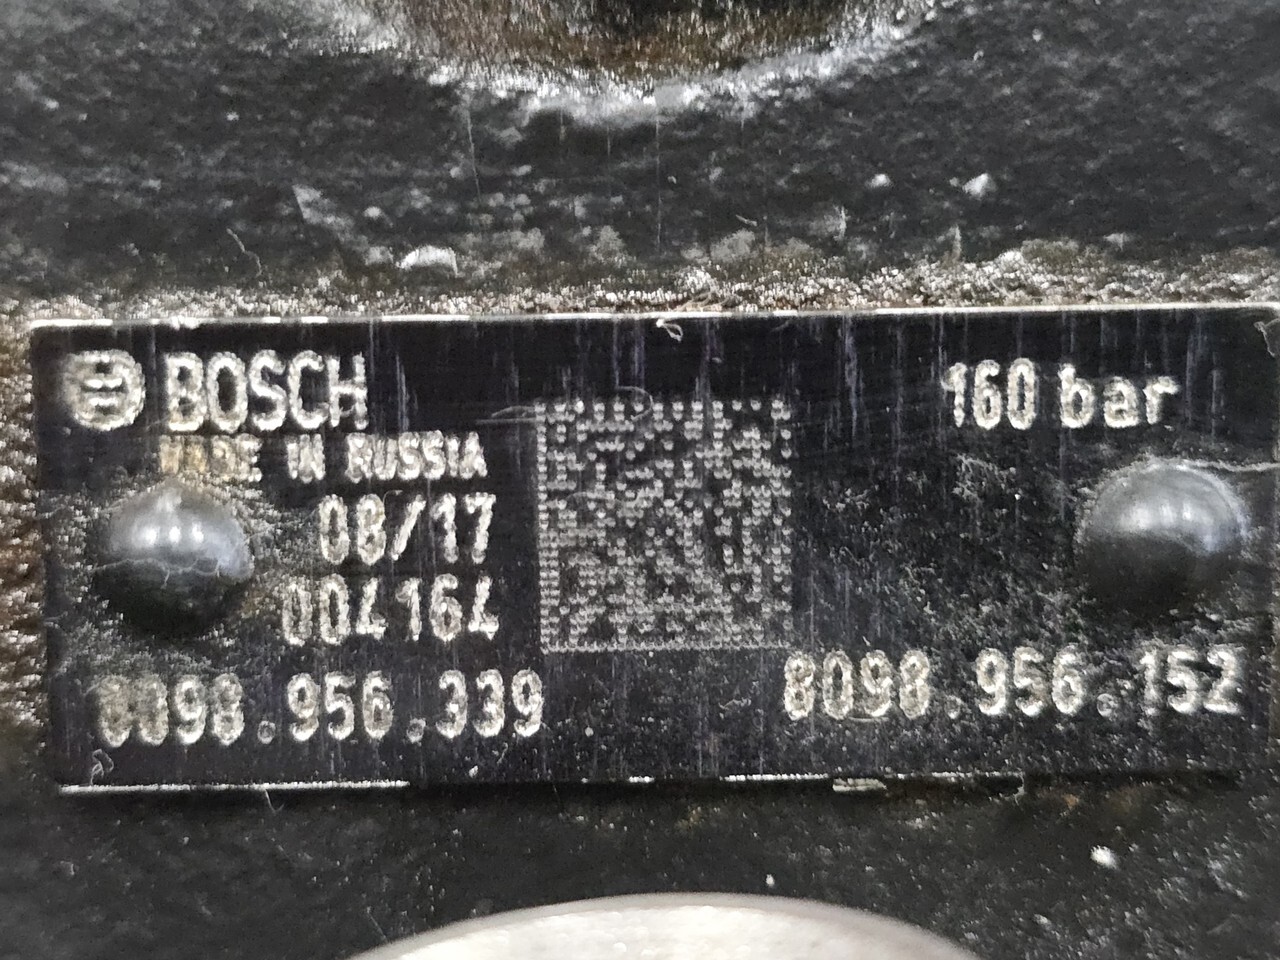 BOSCH
MADE IN RUSSIA
08/17
004164
8098.956.339
160 bar
8098.956.152